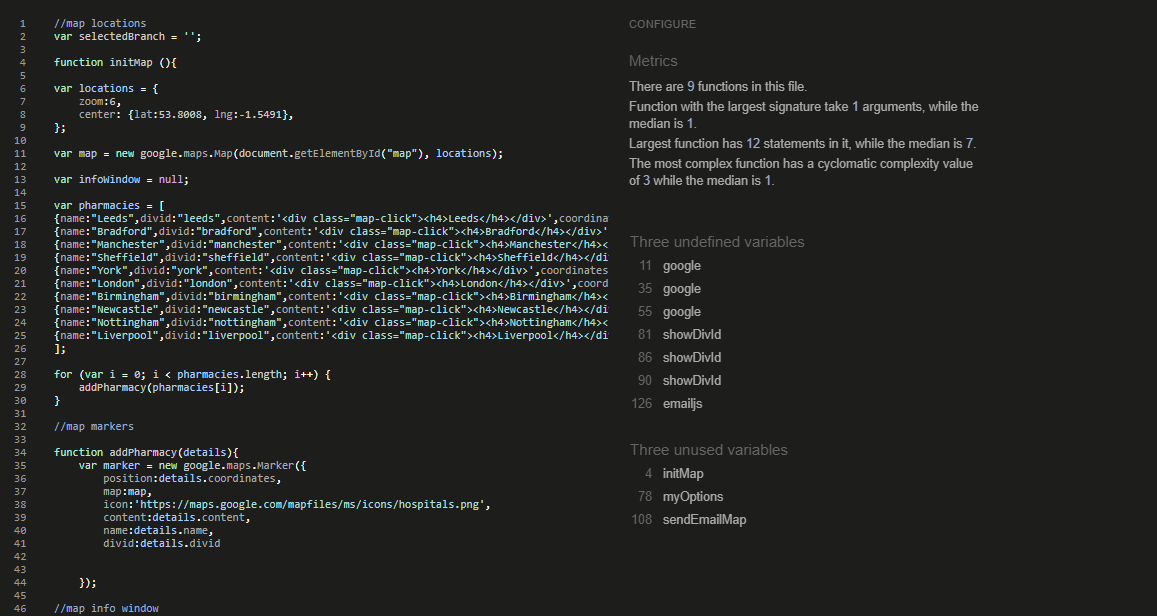 1 //map locations
2 var selectedBranch = '';
3
4 function initMap (){
5
6 var locations = {
7 zoom:6,
8 center: {lat:53.8008, lng:-1.5491},
9 };
10
11 var map = new google.maps.Map(document.getElementById("map"), locations);
12
13 var infoWindow = null;
14
15 var pharmacies = [
16 {name:"Leeds",divid:"leeds",content:'<div class="map-click"><h4>Leeds</h4></div>',coordina
17 {name:"Bradford",divid:"bradford",content:'<div class="map-click"><h4>Bradford</h4></div>'
18 {name:"Manchester",divid:"manchester",content:'<div class="map-click"><h4>Manchester</h4><
19 {name:"Sheffield",divid:"sheffield",content:'<div class="map-click"><h4>Sheffield</h4></di
20 {name:"York",divid:"york",content:'<div class="map-click"><h4>York</h4></div>',coordinates
21 {name:"London",divid:"london",content:'<div class="map-click"><h4>London</h4></div>',coord
22 {name:"Birmingham",divid:"birmingham",content:'<div class="map-click"><h4>Birmingham</h4><
23 {name:"Newcastle",divid:"newcastle",content:'<div class="map-click"><h4>Newcastle</h4></di
24 {name:"Nottingham",divid:"nottingham",content:'<div class="map-click"><h4>Nottingham</h4><
25 {name:"Liverpool",divid:"liverpool",content:'<div class="map-click"><h4>Liverpool</h4></di
26 ];
27
28 for (var i = 0; i < pharmacies.length; i++) {
29 addPharmacy(pharmacies[i]);
30 }
31
32 //map markers
33
34 function addPharmacy(details){
35 var marker = new google.maps.Marker({
36 position:details.coordinates,
37 map:map,
38 icon:'https://maps.google.com/mapfiles/ms/icons/hospitals.png',
39 content:details.content,
40 name:details.name,
41 divid:details.divid
42
43
44 });
45
46 //map info window
CONFIGURE
Metrics
There are 9 functions in this file.
Function with the largest signature take 1 arguments, while the
median is 1.
Largest function has 12 statements in it, while the median is 7.
The most complex function has a cyclomatic complexity value
of 3 while the median is 1.
Three undefined variables
11 google
35 google
55 google
81 showDivId
86 showDivId
90 showDivId
126 emailjs
Three unused variables
4 initMap
78 myOptions
108 sendEmailMap